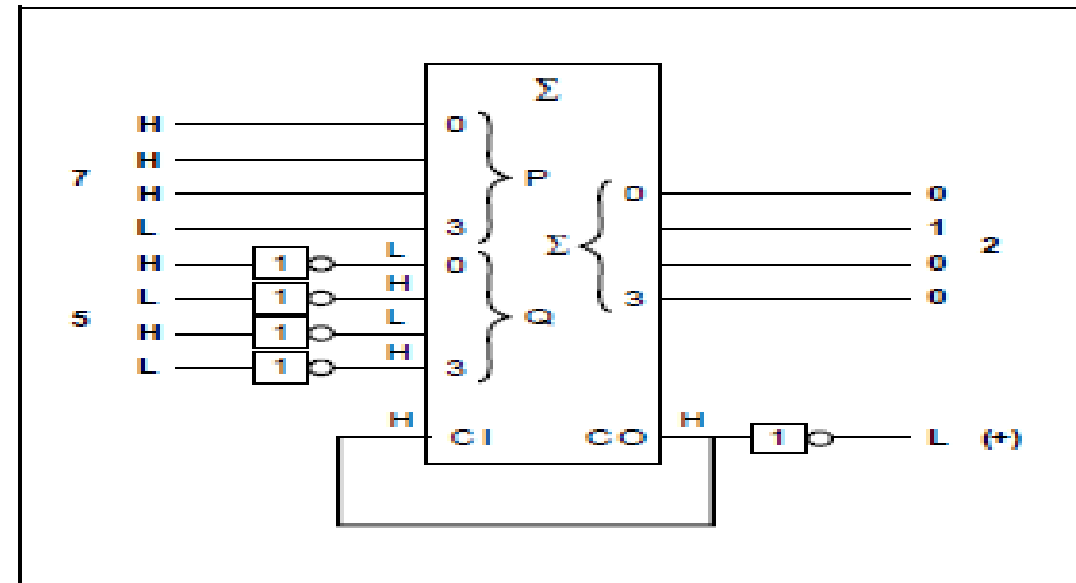 Σ
H 0
H
7 P
H 0 0
L 3 1
Σ 2
H 1 L 0 0
L 1 H 3 0
5 Q
H 1 L
L 1 H 3
H CI CO H 1 L (+)